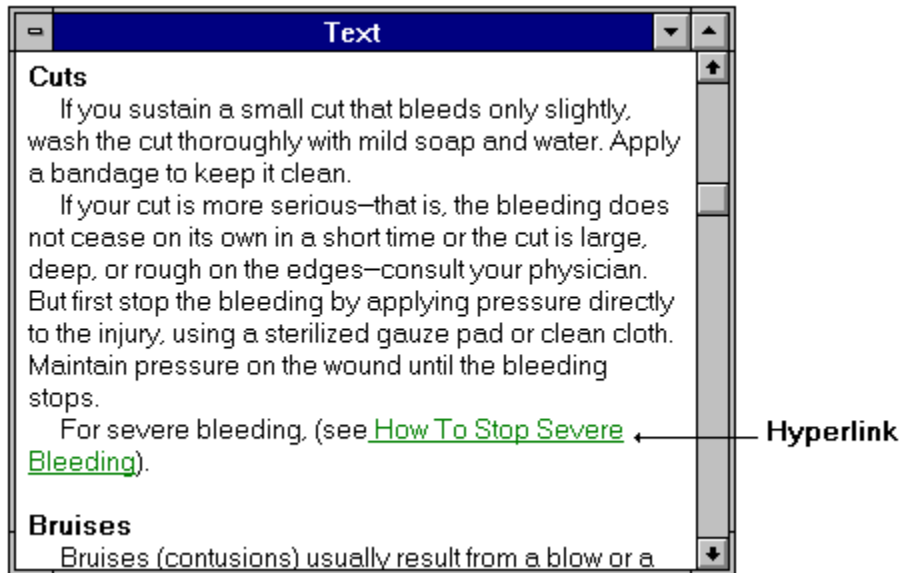 Text
Cuts
If you sustain a small cut that bleeds only slightly,
wash the cut thoroughly with mild soap and water. Apply
a bandage to keep it clean.
If your cut is more serious—that is, the bleeding does
not cease on its own in a short time or the cut is large,
deep, or rough on the edges—consult your physician.
But first stop the bleeding by applying pressure directly
to the injury, using a sterilized gauze pad or clean cloth.
Maintain pressure on the wound until the bleeding
stops.
For severe bleeding, (see How To Stop Severe
Bleeding).
Hyperlink
Bruises
Bruises (contusions) usually result from a blow or a